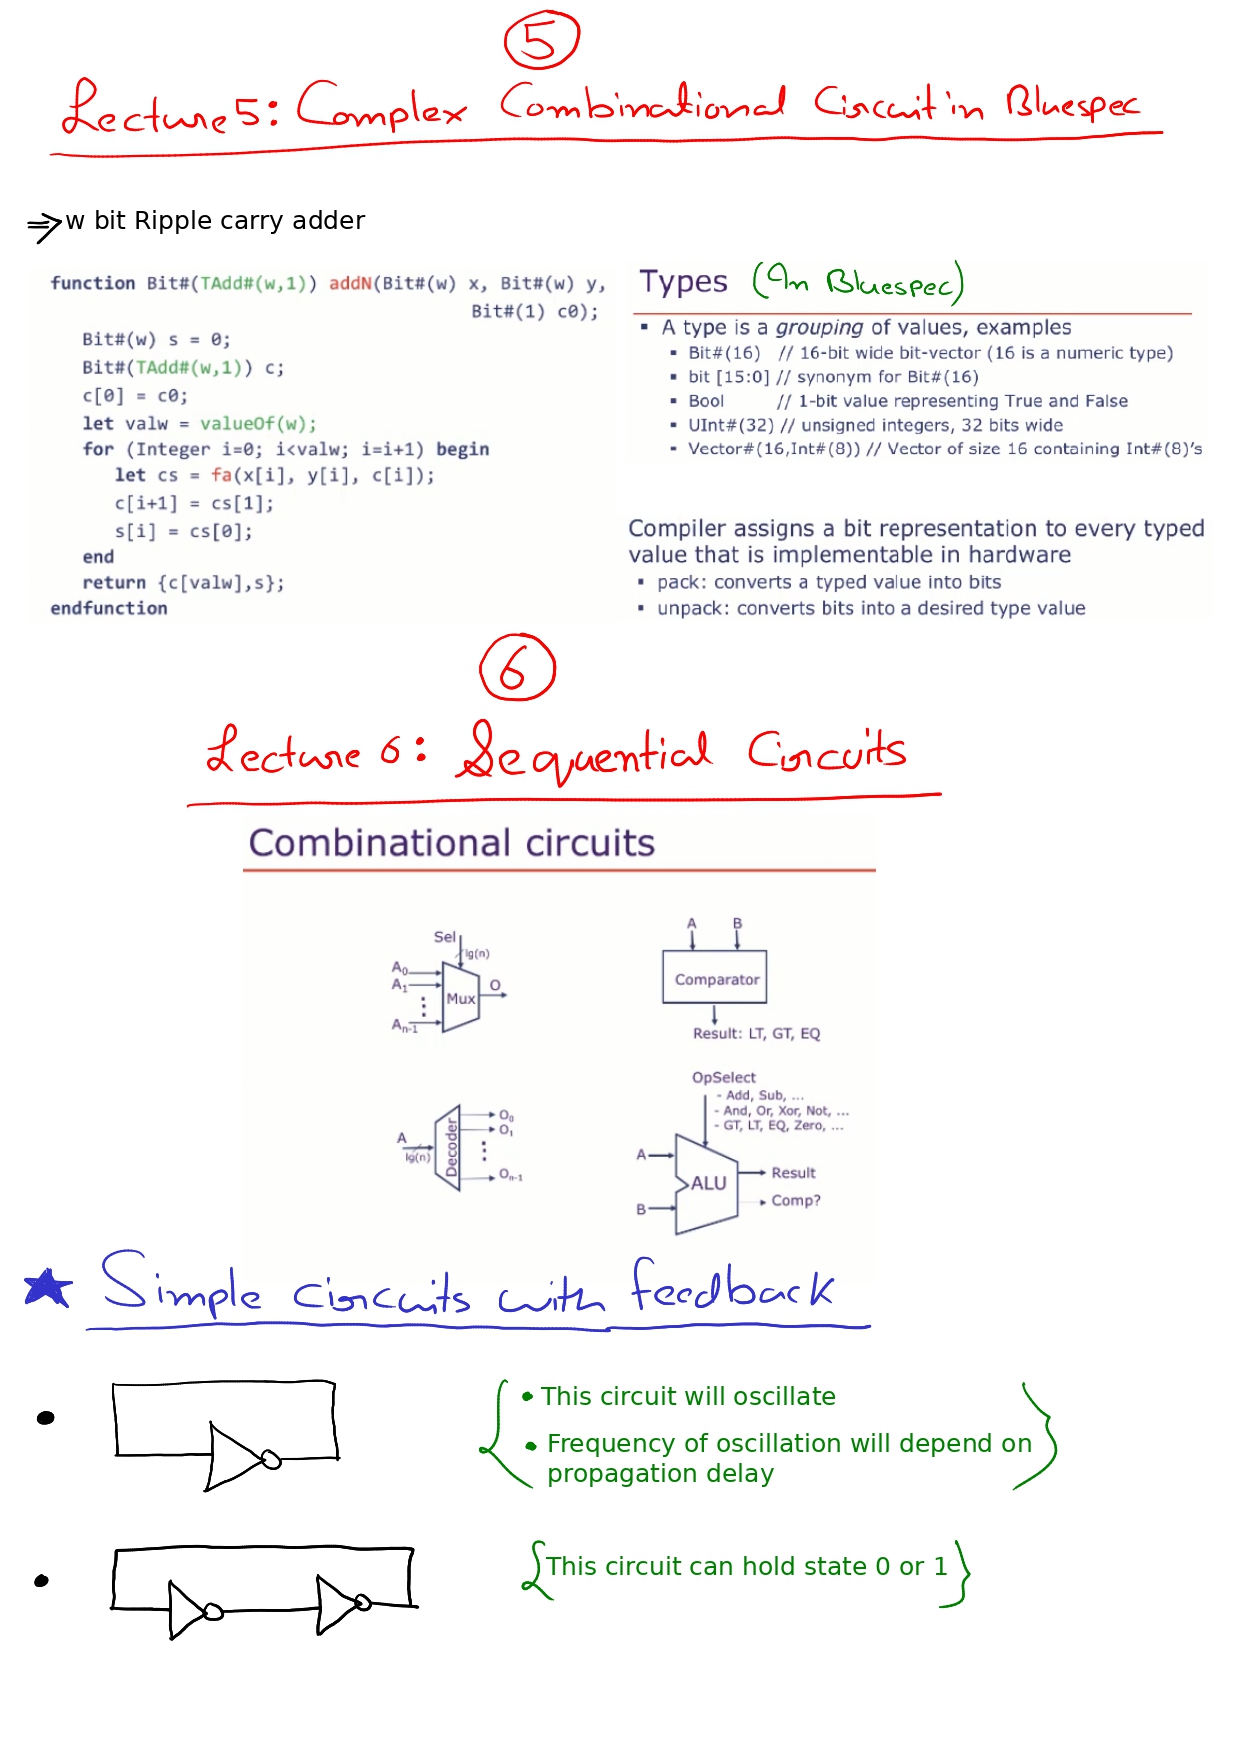 5
Lecture 5: Complex Combinational Circuit in Bluespec
⇒ w bit Ripple carry adder
function Bit#(TAdd#(w,1)) addN(Bit#(w) x, Bit#(w) y,
Bit#(1) c0);
Bit#(w) s = 0;
Bit#(TAdd#(w,1)) c;
c[0] = c0;
let valw = valueOf(w);
for (Integer i=0; i<valw; i=i+1) begin
let cs = fa(x[i], y[i], c[i]);
c[i+1] = cs[1];
s[i] = cs[0];
end
return {c[valw],s};
endfunction
Types (In Bluespec)
▪ A type is a grouping of values, examples
▪ Bit#(16) // 16-bit wide bit-vector (16 is a numeric type)
▪ bit [15:0] // synonym for Bit#(16)
▪ Bool // 1-bit value representing True and False
▪ UInt#(32) // unsigned integers, 32 bits wide
▪ Vector#(16,Int#(8)) // Vector of size 16 containing Int#(8)'s
Compiler assigns a bit representation to every typed
value that is implementable in hardware
▪ pack: converts a typed value into bits
▪ unpack: converts bits into a desired type value
6
Lecture 6: Sequential Circuits
Combinational circuits
Sel
lg(n)
A0
A1
An-1
Mux
O
A B
Comparator
Result: LT, GT, EQ
A
lg(n)
Decoder
O0
O1
On-1
OpSelect
- Add, Sub, ...
- And, Or, Xor, Not, ...
- GT, LT, EQ, Zero, ...
A
B
ALU
Result
Comp?
★ Simple circuits with feedback
• This circuit will oscillate
• Frequency of oscillation will depend on
propagation delay
This circuit can hold state 0 or 1